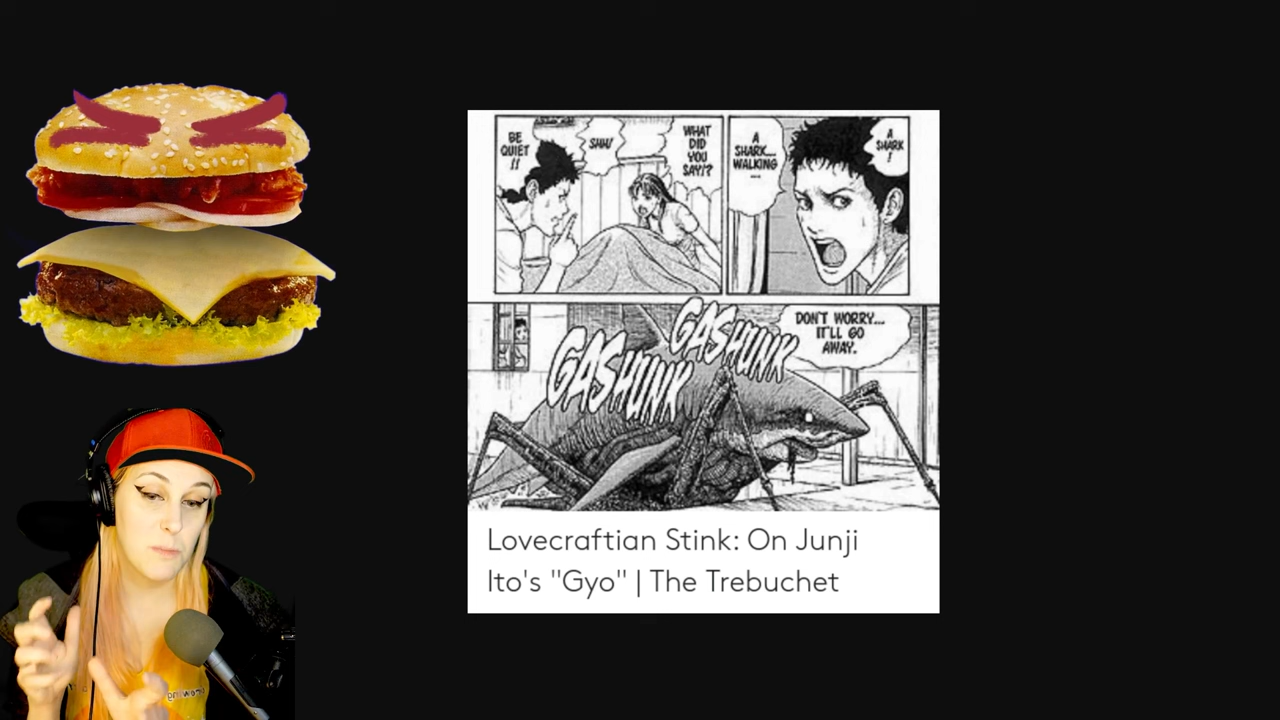 BE
QUIET
!!
SHH!
WHAT
DID
YOU
SAY!?
A
SHARK...
WALKING
...
A
SHARK
!
GASHUNK
GASHUNK
DON'T WORRY...
IT'LL GO
AWAY.
Lovecraftian Stink: On Junji
Ito's "Gyo" | The Trebuchet